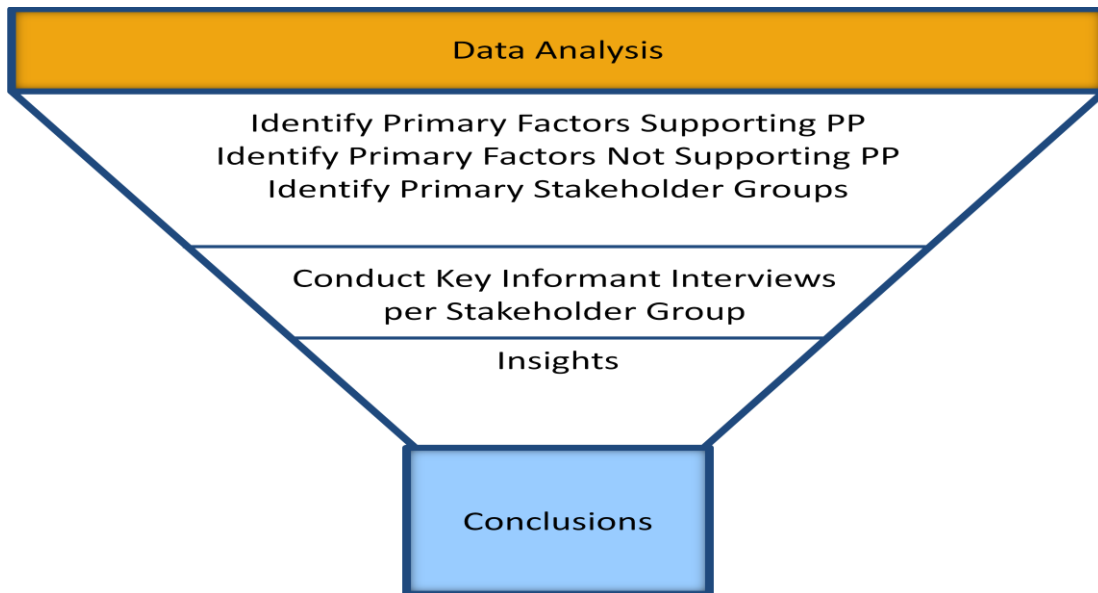 Data Analysis
Identify Primary Factors Supporting PP
Identify Primary Factors Not Supporting PP
Identify Primary Stakeholder Groups
Conduct Key Informant Interviews
per Stakeholder Group
Insights
Conclusions